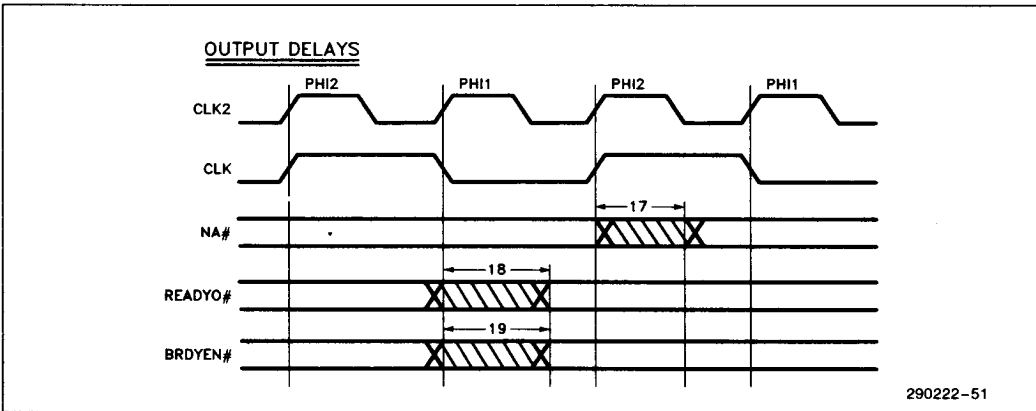 OUTPUT DELAYS
PHI2 PHI1 PHI2 PHI1
CLK2
CLK
17
NA#
18
READYO#
19
BRDYEN#
290222-51